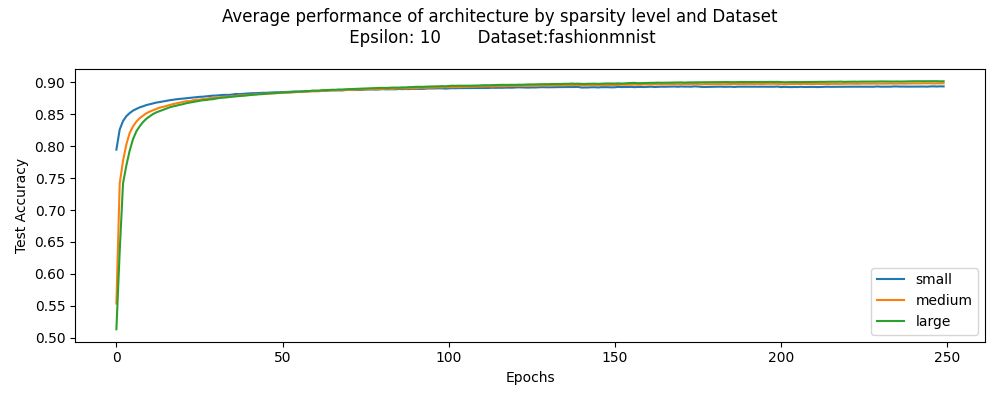 Average performance of architecture by sparsity level and Dataset
Epsilon: 10 Dataset:fashionmnist
0.90
0.85
0.80
0.75
0.70
0.65
0.60
0.55
0.50
Test Accuracy
small
medium
large
0 50 100 150 200 250
Epochs